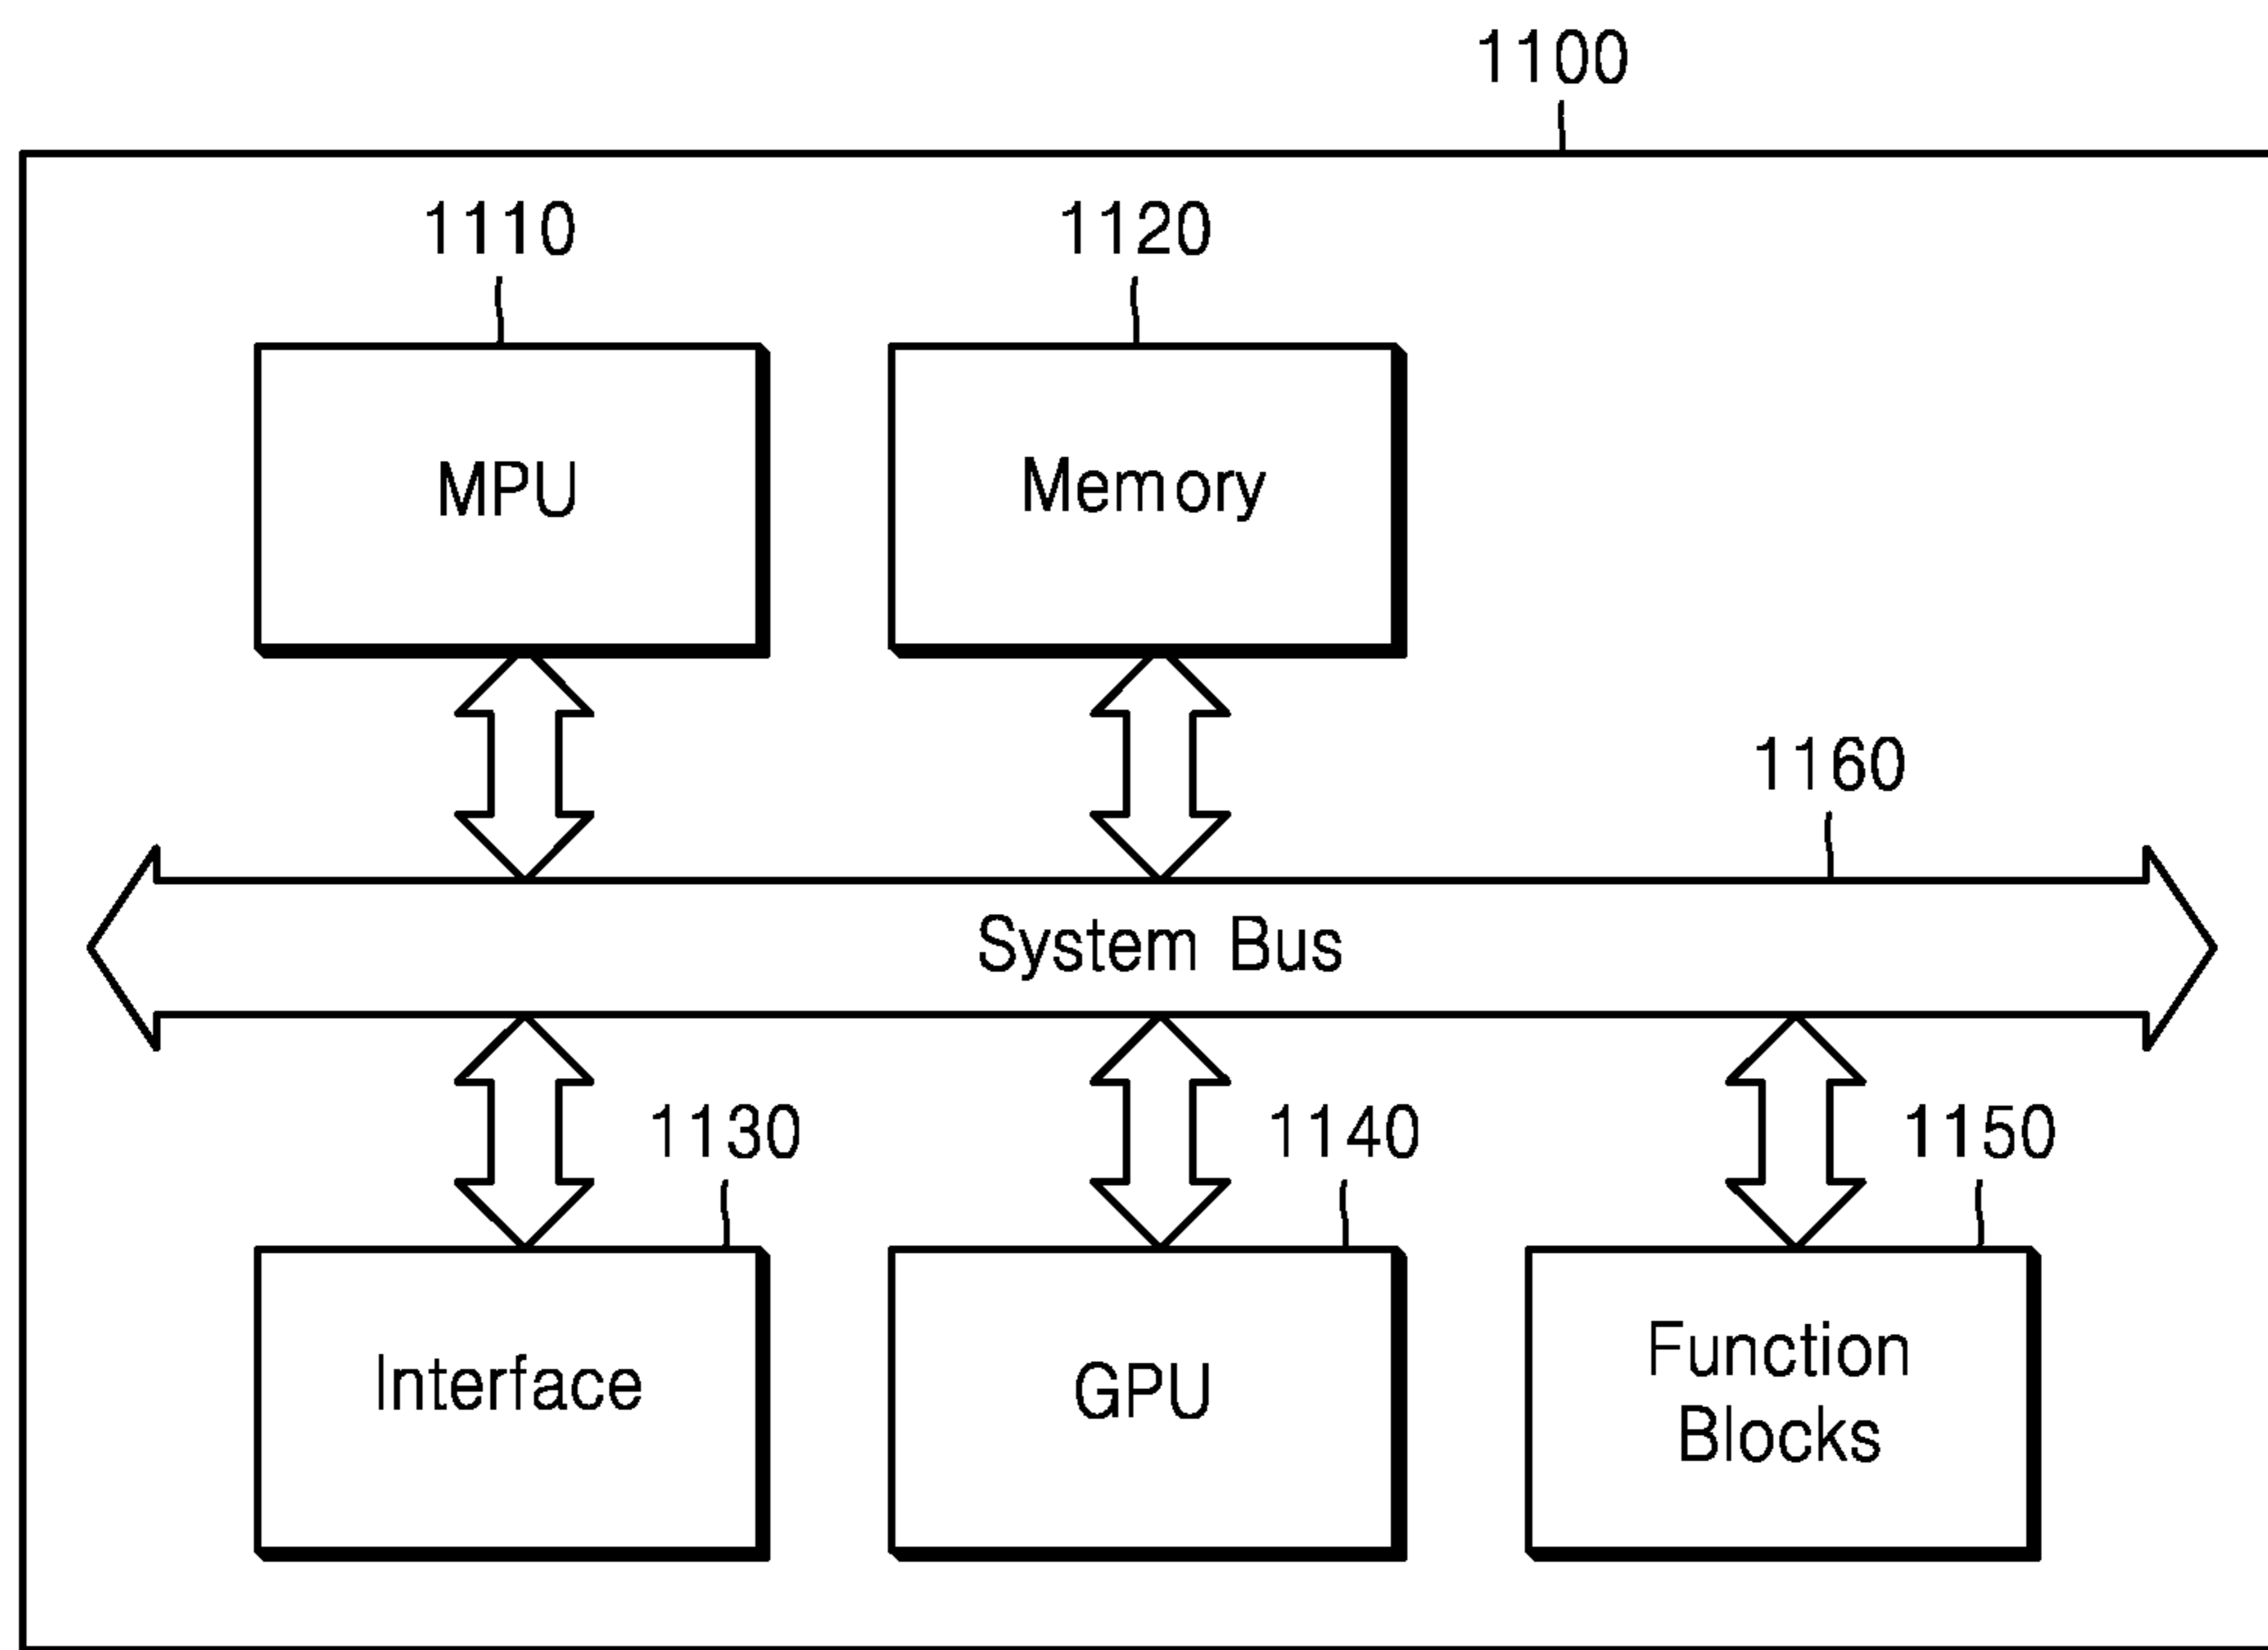 1100
1110
1120
MPU
Memory
1160
System Bus
1130
1140
1150
Interface
GPU
Function
Blocks